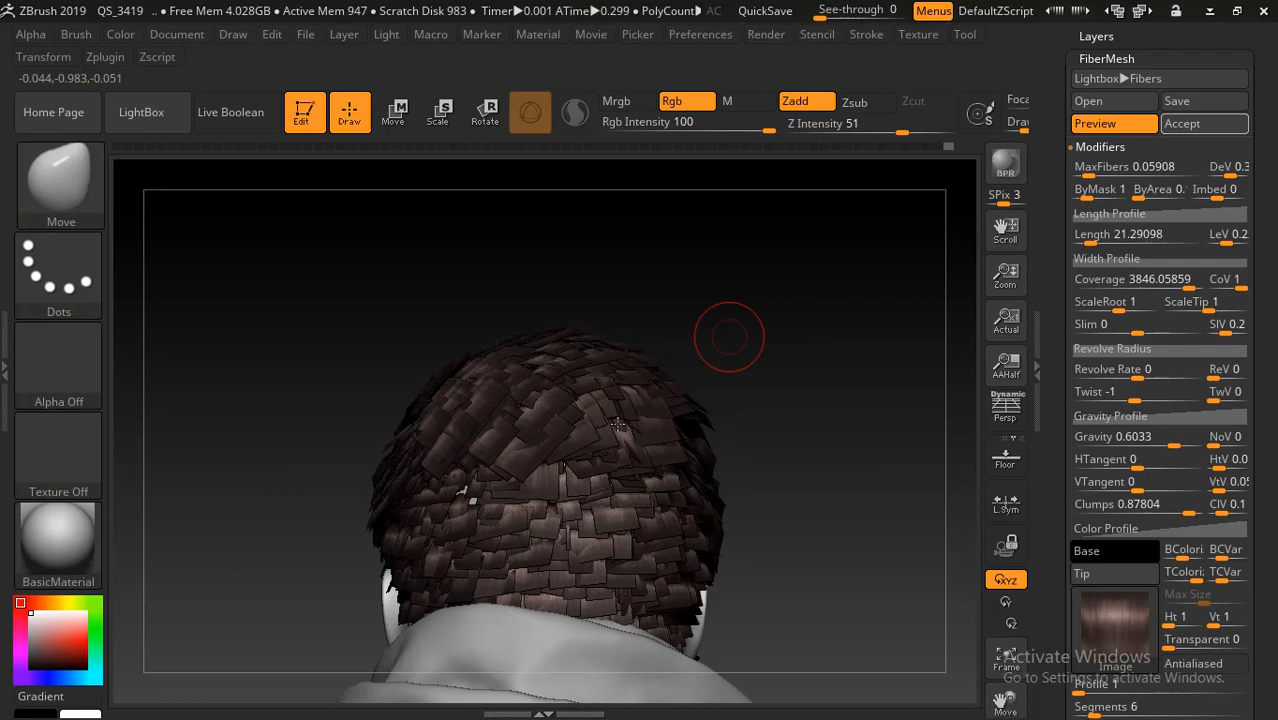 ZBrush 2019 QS_3419 .. • Free Mem 4.028GB • Active Mem 947 • Scratch Disk 983 • Timer▶0.001 ATime▶0.299 • PolyCount▶ AC QuickSave See-through 0 Menus DefaultZScript
Alpha Brush Color Document Draw Edit File Layer Light Macro Marker Material Movie Picker Preferences Render Stencil Stroke Texture Tool
Transform Zplugin Zscript
-0.044,-0.983,-0.051
Home Page LightBox Live Boolean Edit Draw Move Scale Rotate
Mrgb Rgb M Zadd Zsub Zcut Foca
Rgb Intensity 100 Z Intensity 51 Draw
Move
Dots
Alpha Off
Texture Off
BasicMaterial
Gradient
BPR
SPix 3
Scroll
Zoom
Actual
AAHalf
Dynamic
Persp
Floor
L.Sym
XYZ
Y
Z
Frame
Move
Layers
FiberMesh
Lightbox▶Fibers
Open Save
Preview Accept
Modifiers
MaxFibers 0.05908 DeV 0.3
ByMask 1 ByArea 0. Imbed 0
Length Profile
Length 21.29098 LeV 0.2
Width Profile
Coverage 3846.05859 CoV 1
ScaleRoot 1 ScaleTip 1
Slim 0 SlV 0.2
Revolve Radius
Revolve Rate 0 ReV 0
Twist -1 TwV 0
Gravity Profile
Gravity 0.6033 NoV 0
HTangent 0 HtV 0.0
VTangent 0 VtV 0.05
Clumps 0.87804 ClV 0.1
Color Profile
Base BColori BCVar
Tip TColori TCVar
Max Size
Ht 1 Vt 1
Transparent 0
Image Antialiased
Profile 1
Segments 6
Activate Windows
Go to Settings to activate Windows.